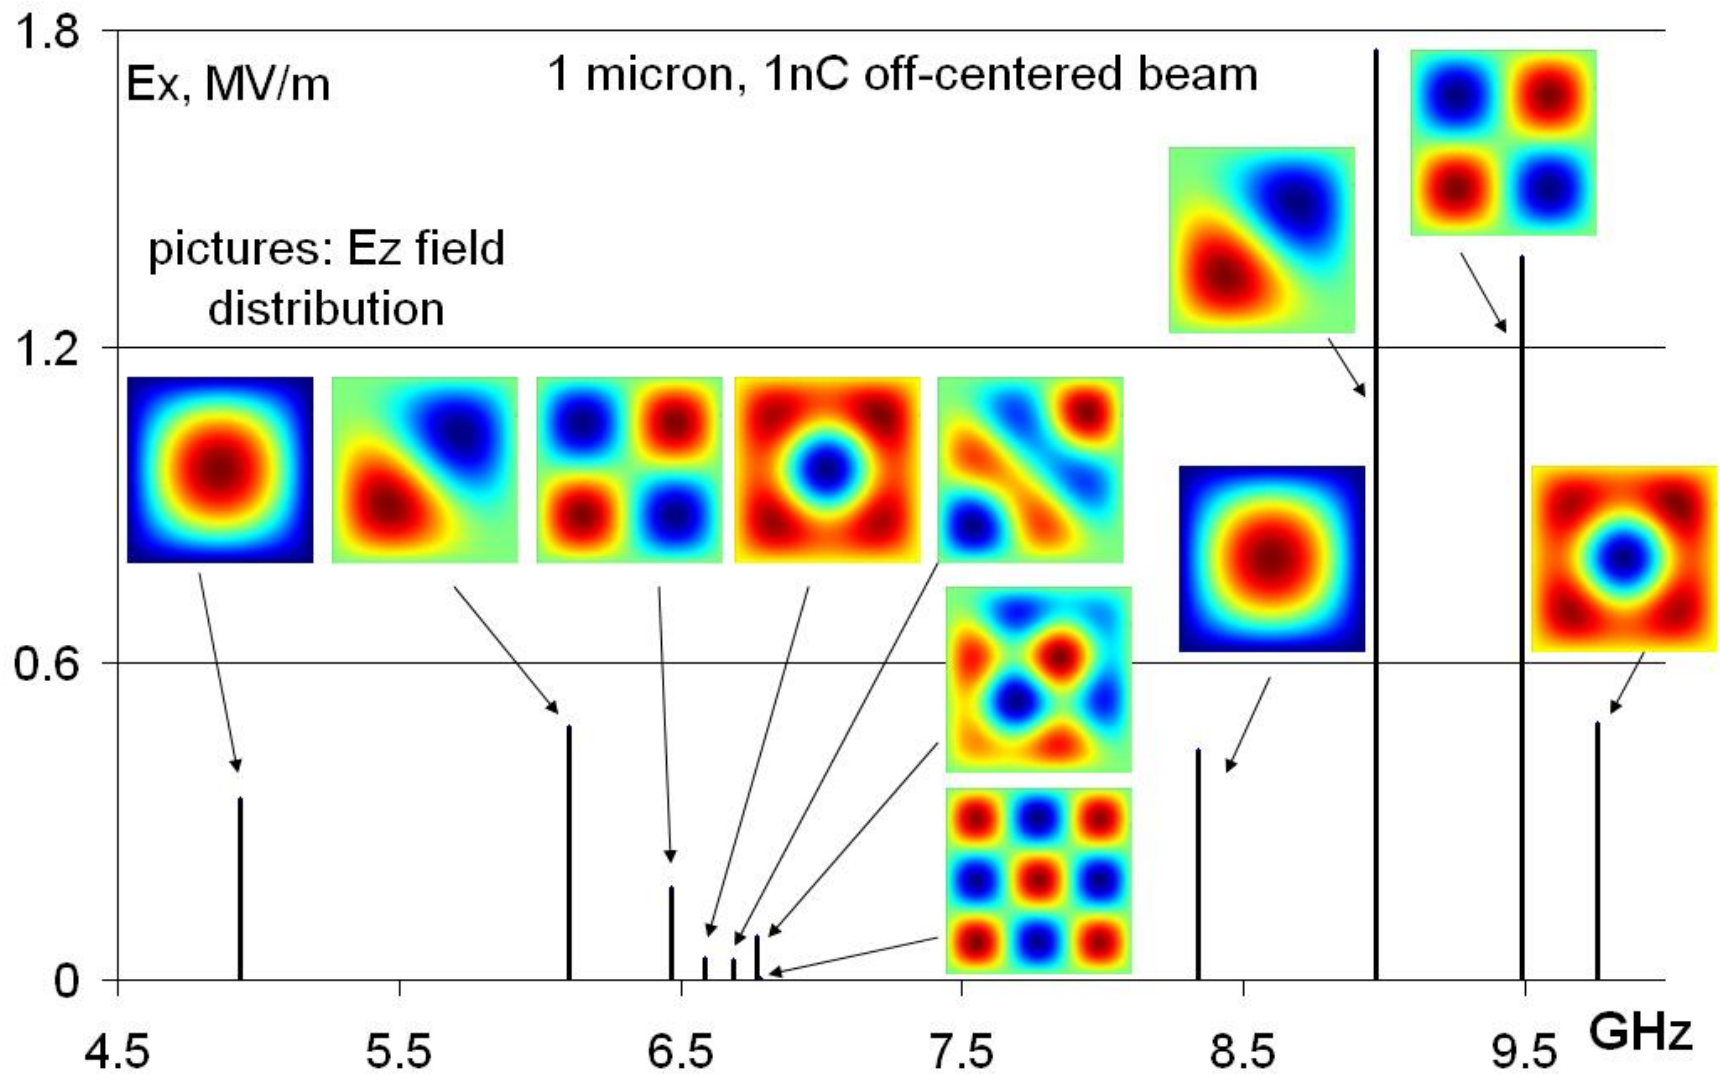 1.8
Ex, MV/m
1 micron, 1nC off-centered beam
pictures: Ez field
distribution
1.2
0.6
0
4.5
5.5
6.5
7.5
8.5
9.5
GHz